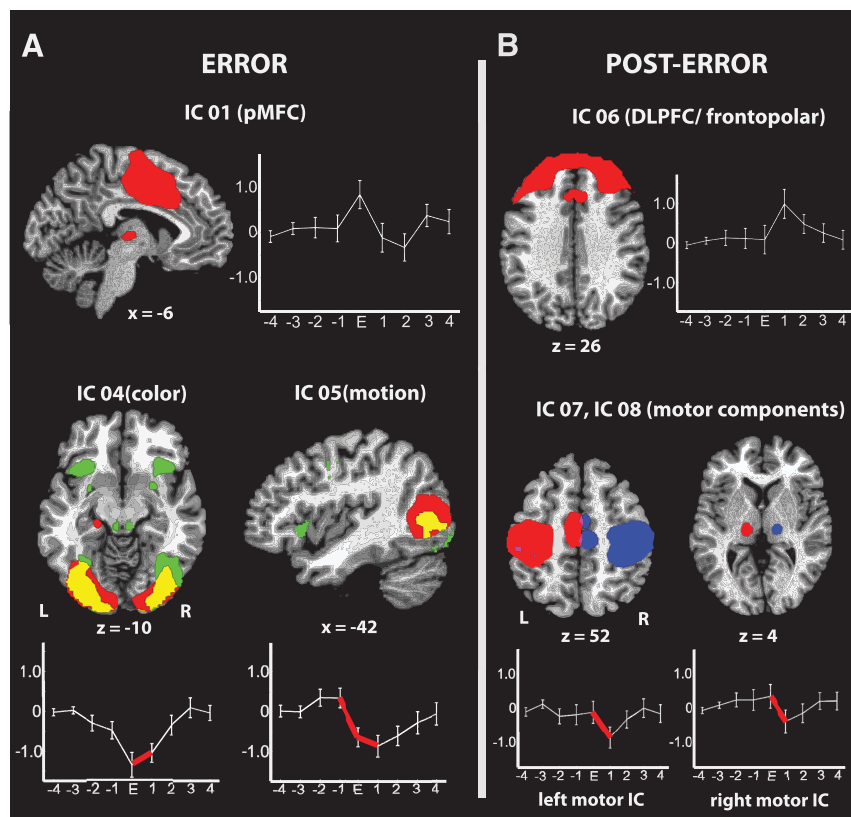 A
ERROR
IC 01 (pMFC)
1.0
0
-1.0
-4 -3 -2 -1 E 1 2 3 4
x = -6
IC 04(color)
IC 05(motion)
L
R
z = -10
x = -42
1.0
0
-1.0
-4 -3 -2 -1 E 1 2 3 4
1.0
0
-1.0
-4 -3 -2 -1 E 1 2 3 4
B
POST-ERROR
IC 06 (DLPFC/ frontopolar)
1.0
0
-1.0
-4 -3 -2 -1 E 1 2 3 4
z = 26
IC 07, IC 08 (motor components)
L
R
z = 52
z = 4
1.0
0
-1.0
-4 -3 -2 -1 E 1 2 3 4
left motor IC
1.0
0
-1.0
-4 -3 -2 -1 E 1 2 3 4
right motor IC